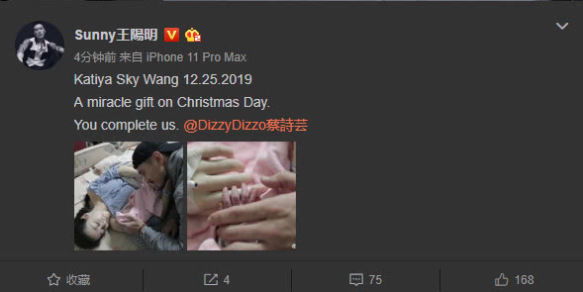 Sunny王陽明
4分钟前 来自 iPhone 11 Pro Max
Katiya Sky Wang 12.25.2019
A miracle gift on Christmas Day.
You complete us. @DizzyDizzo蔡詩芸
收藏 4 75 168